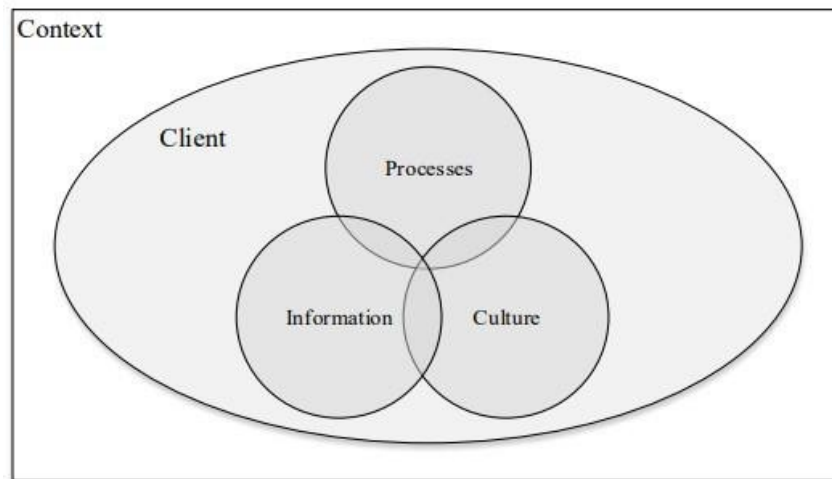 Context
Client
Processes
Information
Culture